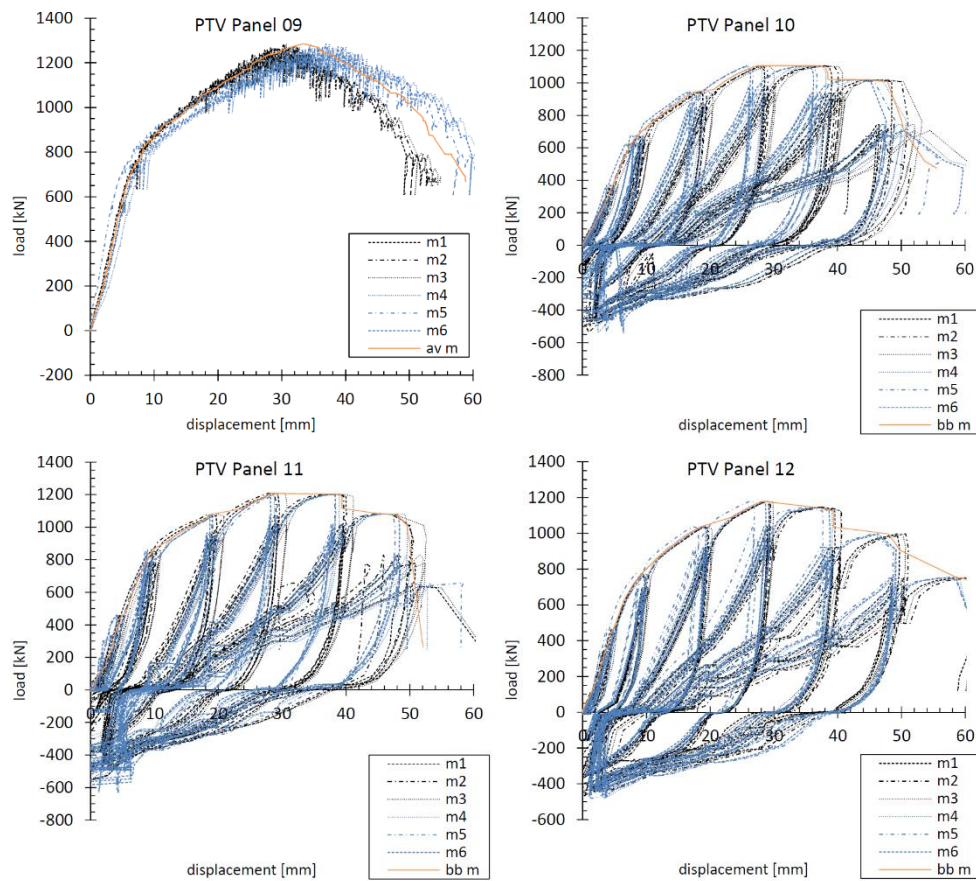 PTV Panel 09
1400
1200
1000
800
600
400
200
0
-200
load [kN]
0 10 20 30 40 50 60
displacement [mm]
m1
m2
m3
m4
m5
m6
av m
PTV Panel 10
1400
1200
1000
800
600
400
200
0
-200
-400
-600
-800
load [kN]
0 10 20 30 40 50 60
displacement [mm]
m1
m2
m3
m4
m5
m6
bb m
PTV Panel 11
1400
1200
1000
800
600
400
200
0
-200
-400
-600
-800
load [kN]
0 10 20 30 40 50 60
displacement [mm]
m1
m2
m3
m4
m5
m6
bb m
PTV Panel 12
1400
1200
1000
800
600
400
200
0
-200
-400
-600
load [kN]
0 10 20 30 40 50 60
displacement [mm]
m1
m2
m3
m4
m5
m6
bb m